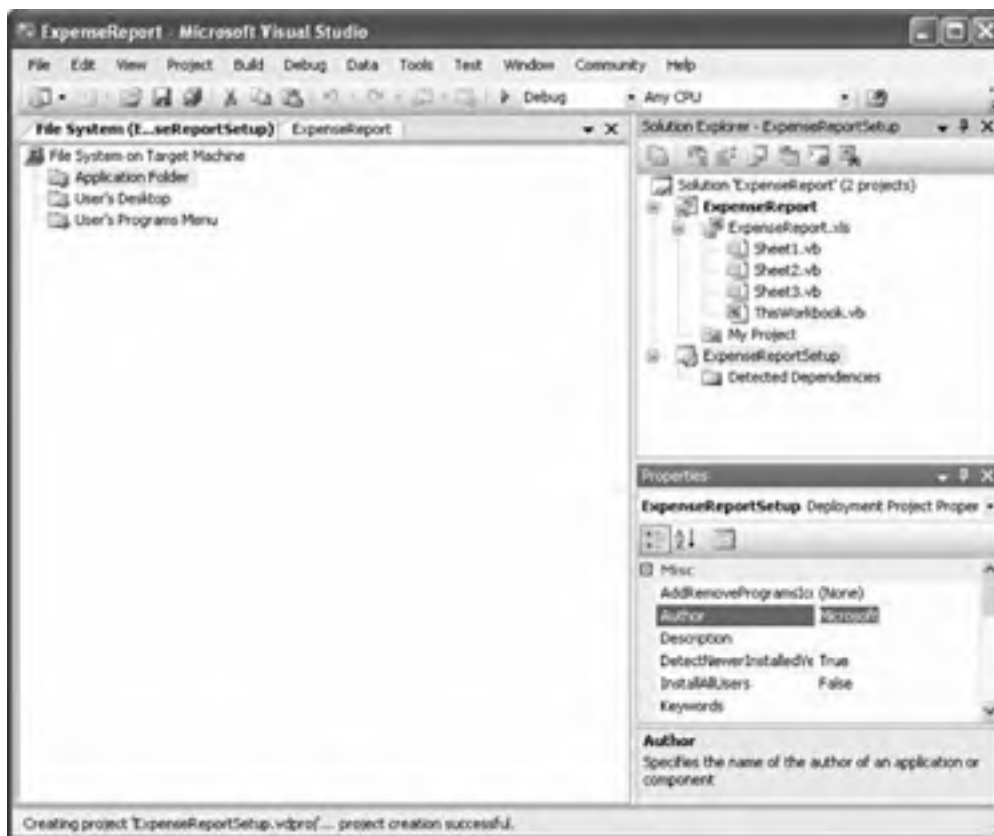 ExpenseReport - Microsoft Visual Studio
File Edit View Project Build Debug Data Tools Test Window Community Help
Debug Any CPU
File System (E...seReportSetup) ExpenseReport
File System on Target Machine
Application Folder
User's Desktop
User's Programs Menu
Solution Explorer - ExpenseReportSetup
Solution 'ExpenseReport' (2 projects)
ExpenseReport
ExpenseReport.xls
Sheet1.vb
Sheet2.vb
Sheet3.vb
ThisWorkbook.vb
My Project
ExpenseReportSetup
Detected Dependencies
Properties
ExpenseReportSetup Deployment Project Proper
Misc
AddRemoveProgramsIcı (None)
Author Microsoft
Description
DetectNewerInstalledVe True
InstallAllUsers False
Keywords
Author
Specifies the name of the author of an application or
component
Creating project 'ExpenseReportSetup.vdproj'... project creation successful.